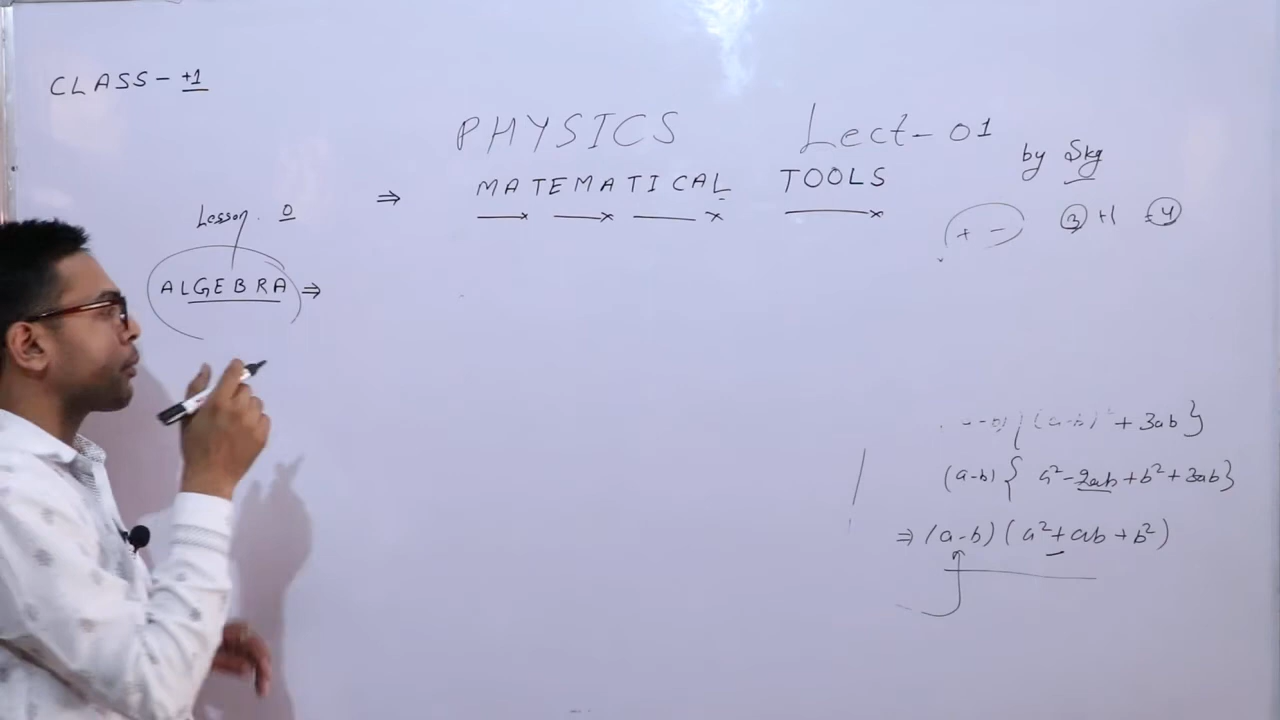 CLASS - +1
PHYSICS Lect-01
by Skg
⇒ MATEMATICAL TOOLS
Lesson. 0
+ - 3 +1 = 4
ALGEBRA ⇒
{(a-b)² + 3ab}
(a-b) { a² - 2ab + b² + 3ab}
⇒ (a-b) (a² + ab + b²)